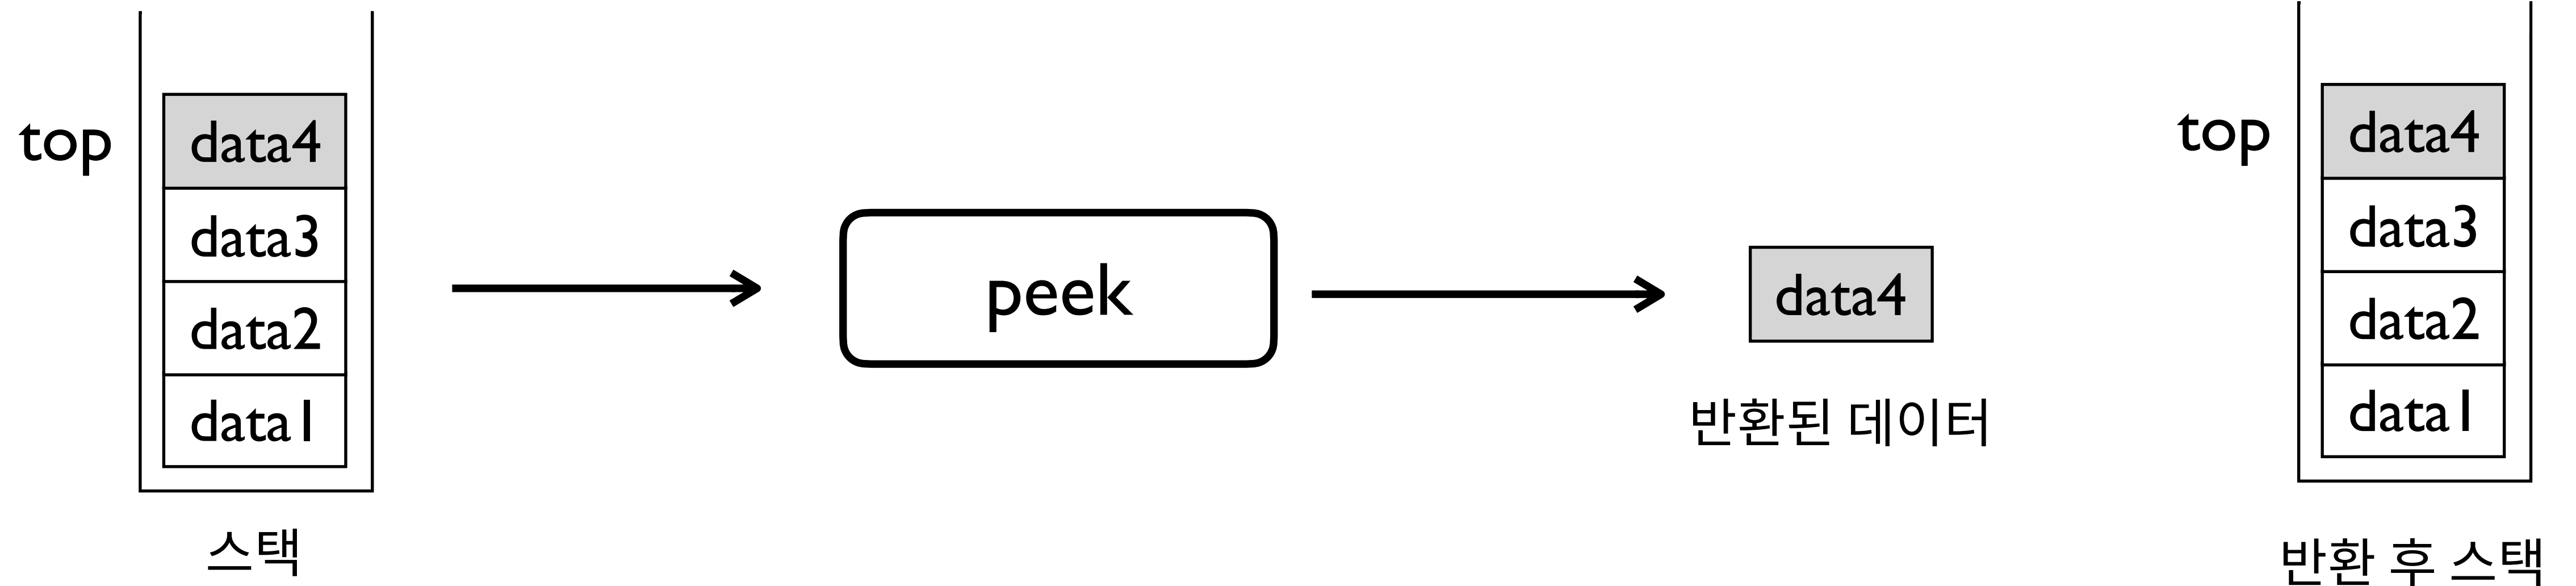 top
data4
data3
data2
data1
스택
peek
data4
반환된 데이터
top
data4
data3
data2
data1
반환 후 스택